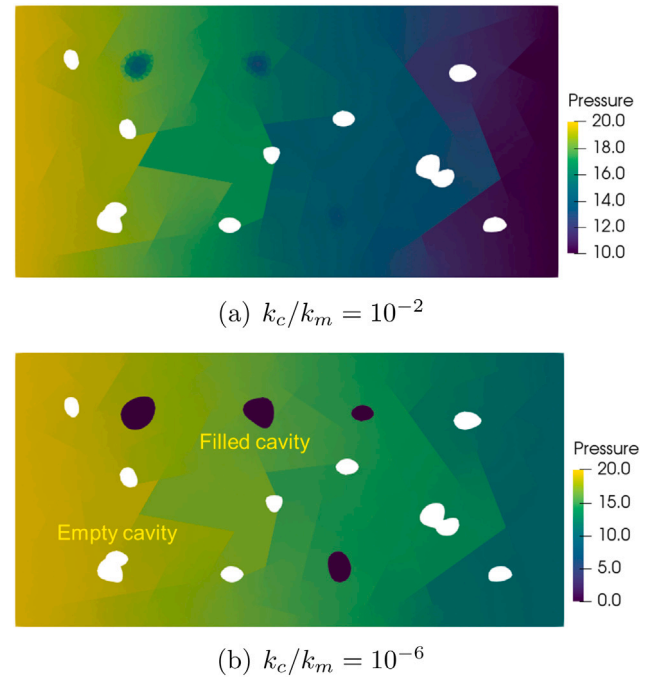 Pressure
20.0
18.0
16.0
14.0
12.0
10.0
(a) k_c/k_m = 10^{-2}
Filled cavity
Empty cavity
Pressure
20.0
15.0
10.0
5.0
0.0
(b) k_c/k_m = 10^{-6}